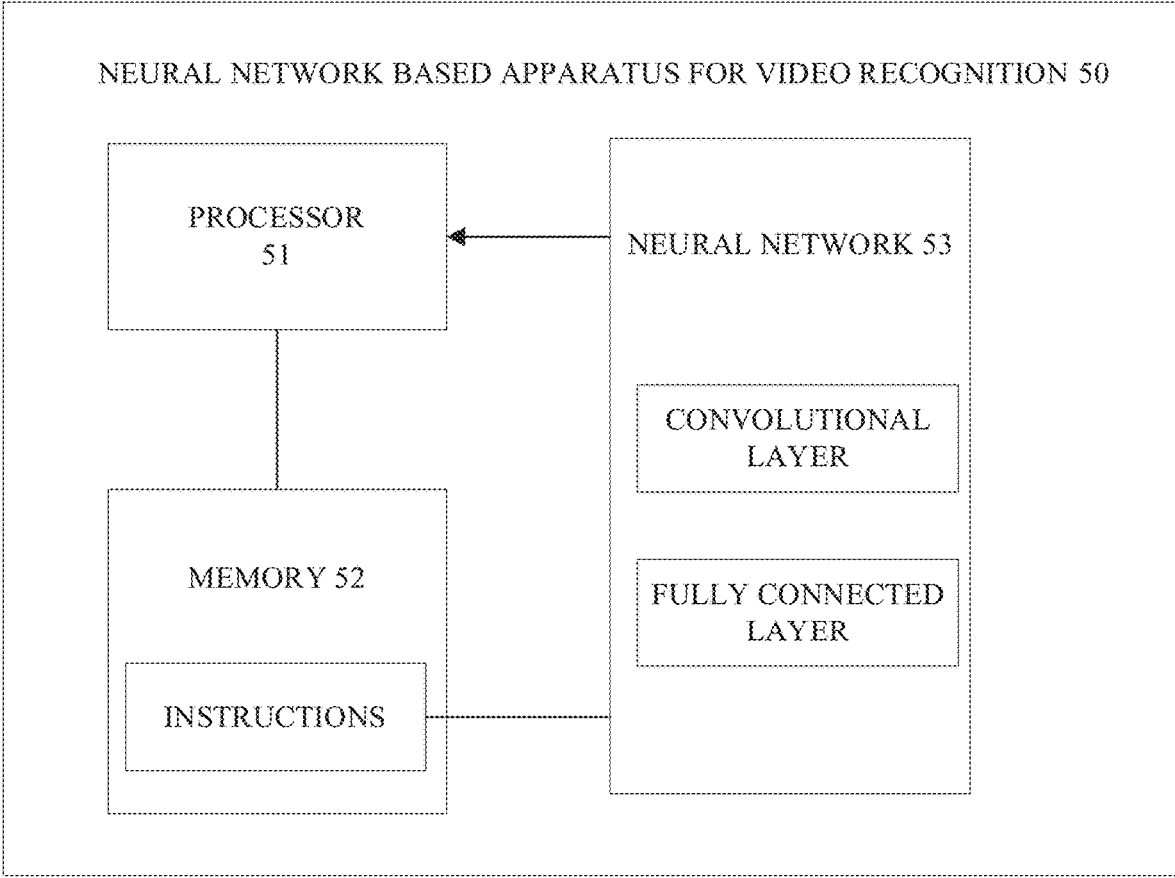 NEURAL NETWORK BASED APPARATUS FOR VIDEO RECOGNITION 50
PROCESSOR
51
NEURAL NETWORK 53
CONVOLUTIONAL
LAYER
MEMORY 52
FULLY CONNECTED
LAYER
INSTRUCTIONS